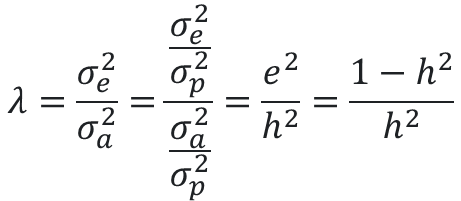 λ = σ_e^2 / σ_a^2 = (σ_e^2 / σ_p^2) / (σ_a^2 / σ_p^2) = e^2 / h^2 = (1 − h^2) / h^2